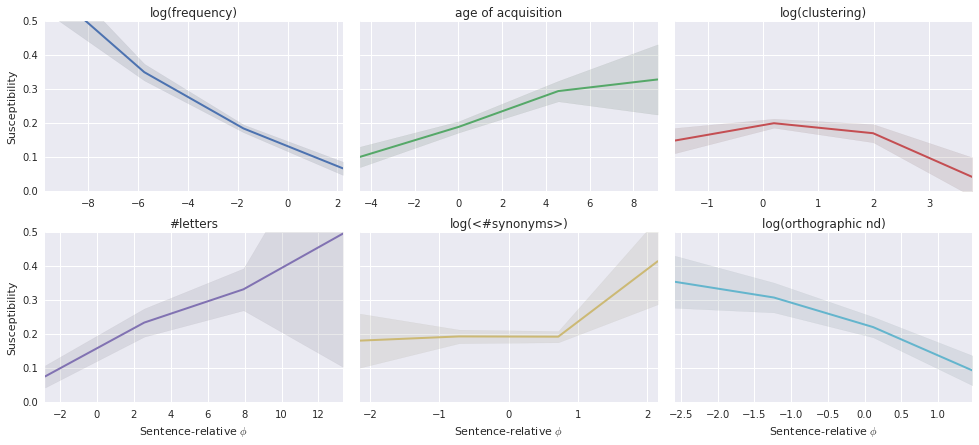 log(frequency)
age of acquisition
log(clustering)
Susceptibility
0.5
0.4
0.3
0.2
0.1
0.0
−8 −6 −4 −2 0 2
−4 −2 0 2 4 6 8
−1 0 1 2 3
#letters
log(<#synonyms>)
log(orthographic nd)
Susceptibility
0.5
0.4
0.3
0.2
0.1
0.0
−2 0 2 4 6 8 10 12
−2 −1 0 1 2
−2.5 −2.0 −1.5 −1.0 −0.5 0.0 0.5 1.0
Sentence-relative ϕ
Sentence-relative ϕ
Sentence-relative ϕ